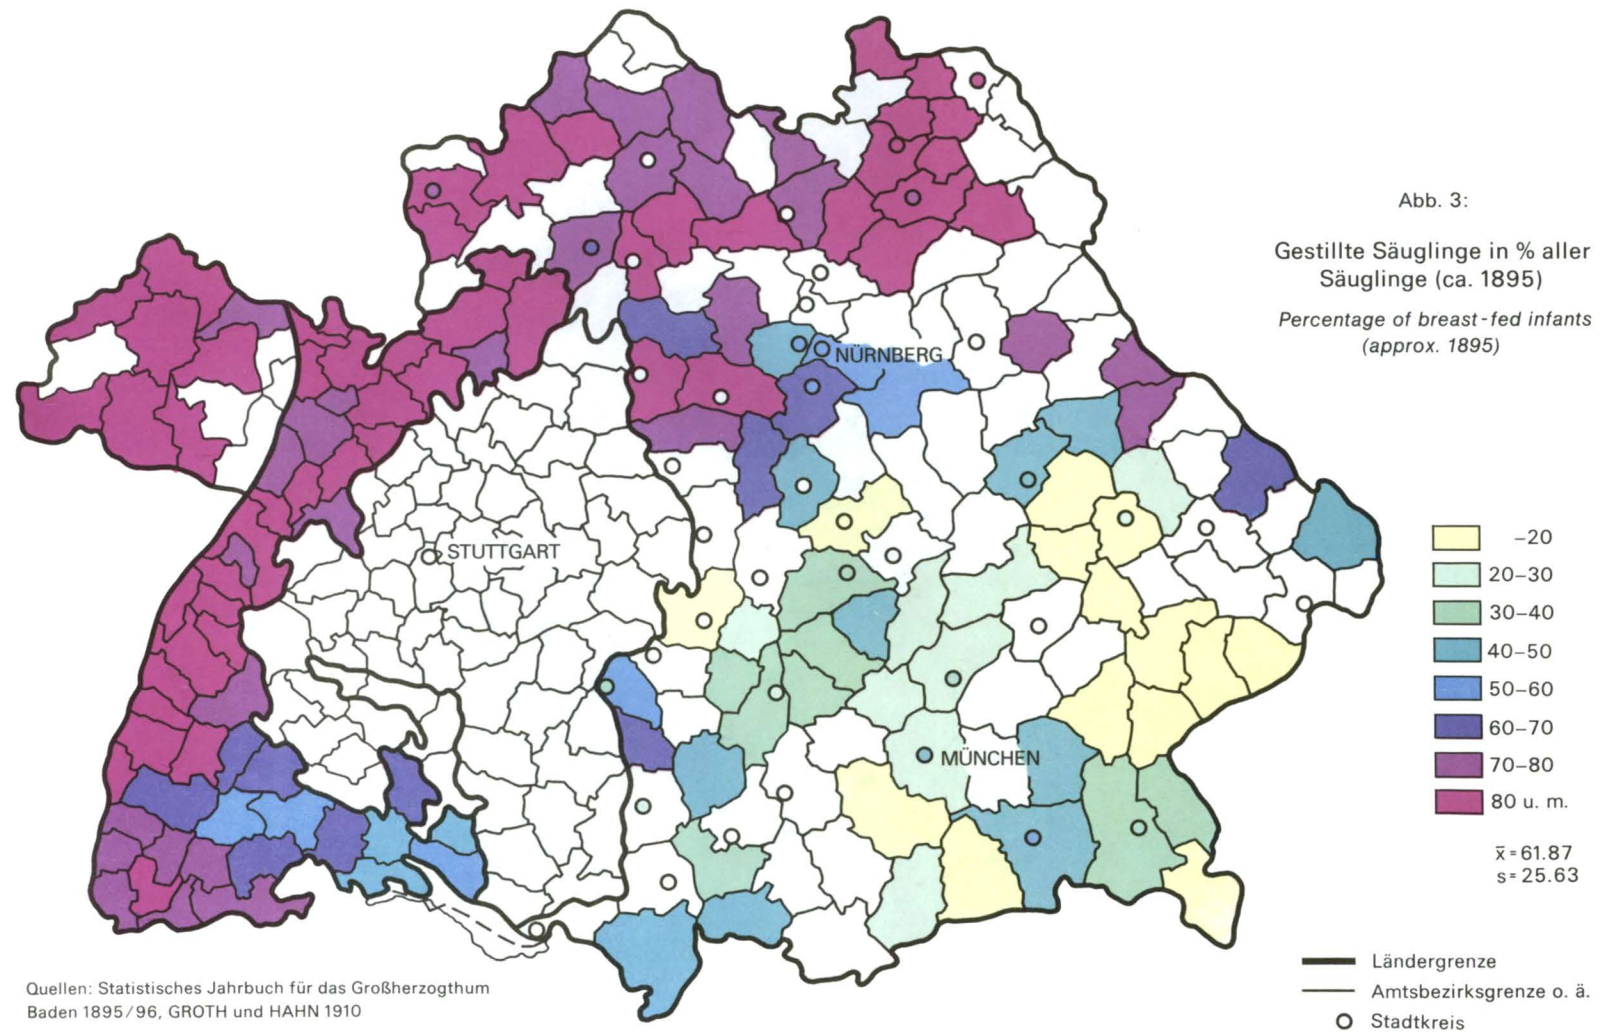 Abb. 3:
Gestillte Säuglinge in % aller
Säuglinge (ca. 1895)
Percentage of breast-fed infants
(approx. 1895)
NÜRNBERG
STUTTGART
MÜNCHEN
–20
20–30
30–40
40–50
50–60
60–70
70–80
80 u. m.
x̄ = 61.87
s = 25.63
Ländergrenze
Amtsbezirksgrenze o. ä.
Stadtkreis
Quellen: Statistisches Jahrbuch für das Großherzogthum
Baden 1895/96, GROTH und HAHN 1910